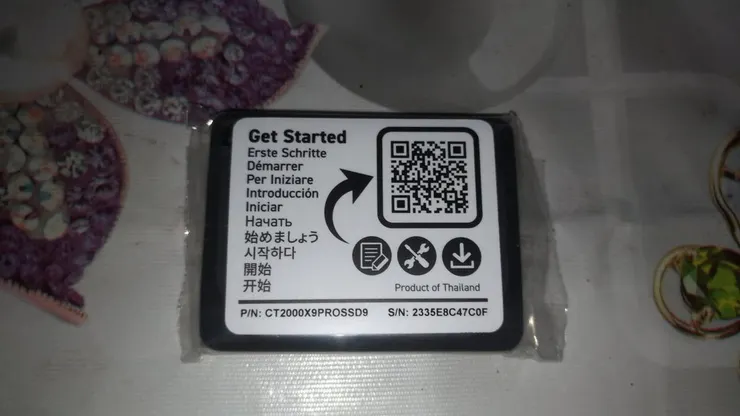 Get Started
Erste Schritte
Démarrer
Per Iniziare
Introducción
Iniciar
Начать
始めましょう
시작하다
開始
开始
Product of Thailand
P/N: CT2000X9PROSSD9 S/N: 2335E8C47C0F